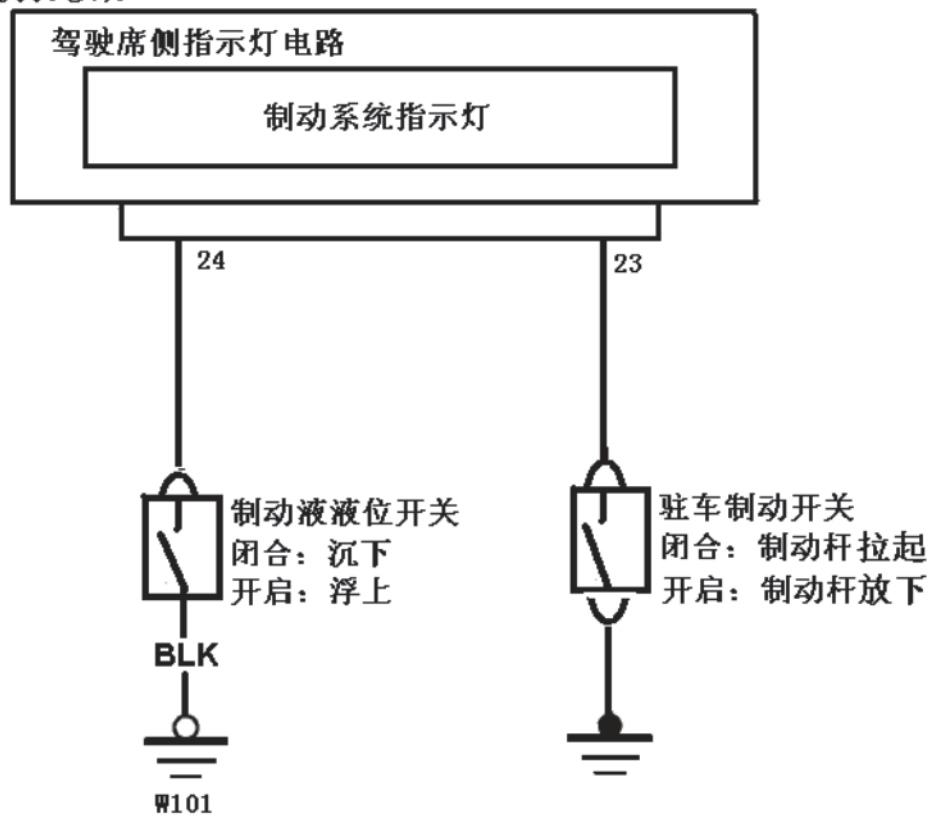 驾驶席侧指示灯电路
制动系统指示灯
24
23
制动液液位开关
闭合：沉下
开启：浮上
驻车制动开关
闭合：制动杆拉起
开启：制动杆放下
BLK
W101